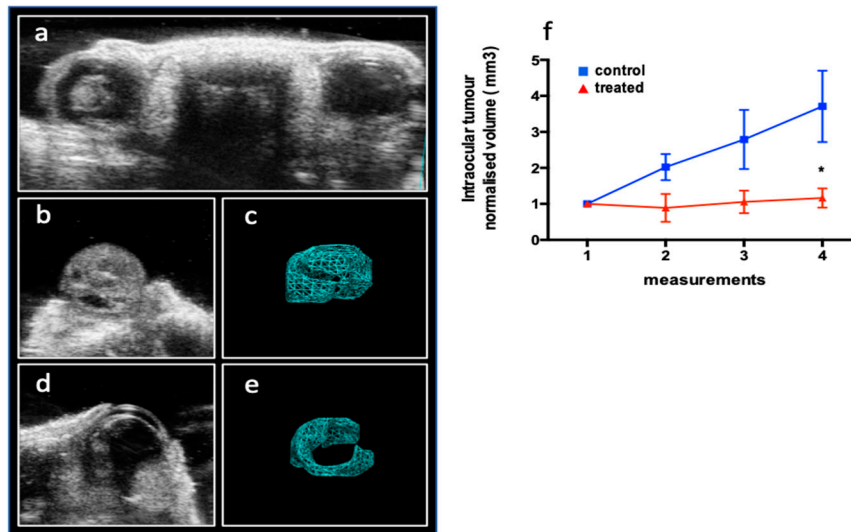 a
b
c
d
e
f
control
treated
Intraocular tumour
normalised volume ( mm3)
5
4
3
2
1
0
*
1 2 3 4
measurements